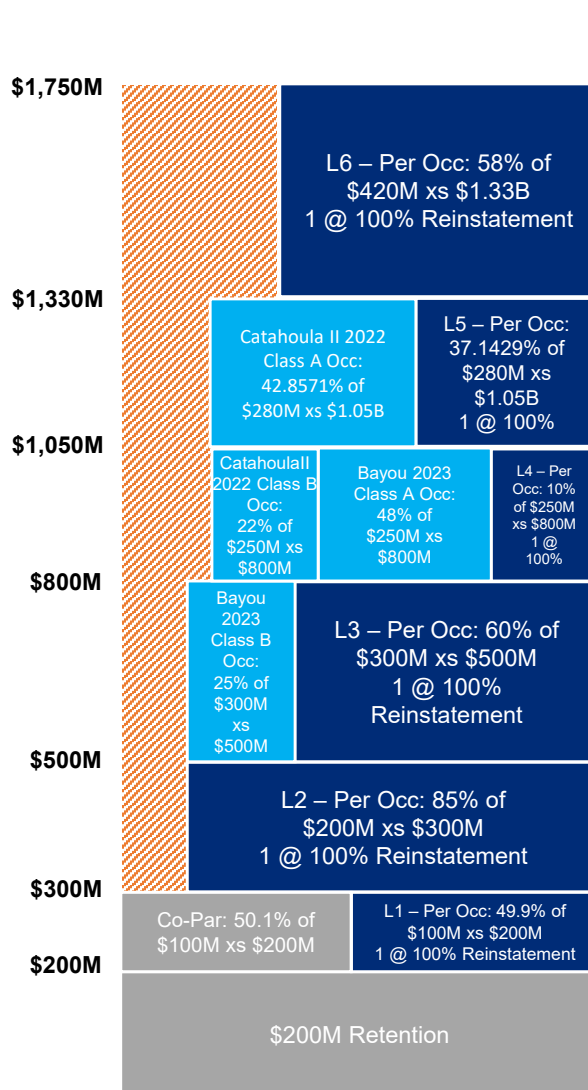 $1,750M
L6 – Per Occ: 58% of
$420M xs $1.33B
1 @ 100% Reinstatement
$1,330M
Catahoula II 2022
Class A Occ:
42.8571% of
$280M xs $1.05B
L5 – Per Occ:
37.1429% of
$280M xs
$1.05B
1 @ 100%
$1,050M
CatahoulaII
2022 Class B
Occ:
22% of
$250M xs
$800M
Bayou 2023
Class A Occ:
48% of
$250M xs
$800M
L4 – Per
Occ: 10%
of $250M
xs $800M
1 @
100%
$800M
Bayou
2023
Class B
Occ:
25% of
$300M
xs
$500M
L3 – Per Occ: 60% of
$300M xs $500M
1 @ 100%
Reinstatement
$500M
L2 – Per Occ: 85% of
$200M xs $300M
1 @ 100% Reinstatement
$300M
Co-Par: 50.1% of
$100M xs $200M
L1 – Per Occ: 49.9% of
$100M xs $200M
1 @ 100% Reinstatement
$200M
$200M Retention